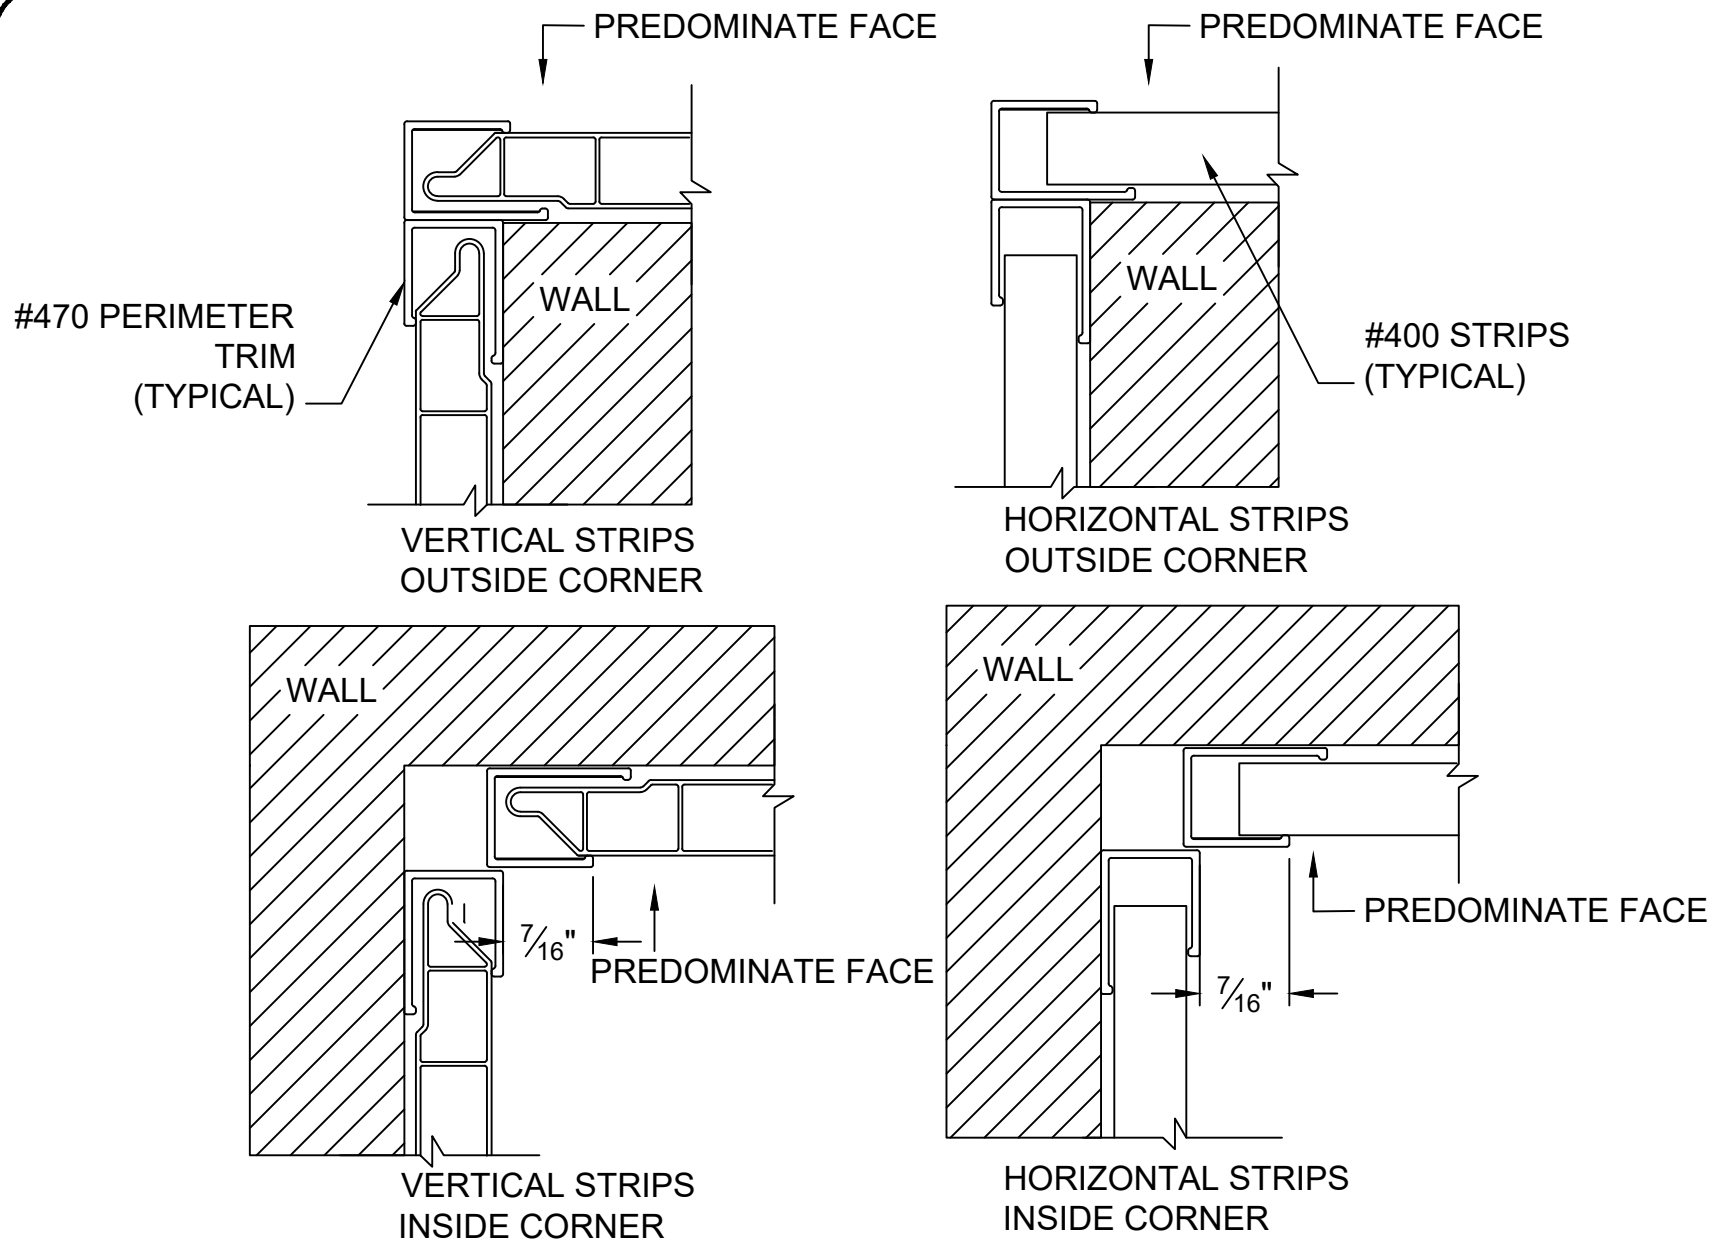 PREDOMINATE FACE
PREDOMINATE FACE
WALL
WALL
#470 PERIMETER
TRIM
(TYPICAL)
#400 STRIPS
(TYPICAL)
VERTICAL STRIPS
OUTSIDE CORNER
HORIZONTAL STRIPS
OUTSIDE CORNER
WALL
WALL
7/16"
PREDOMINATE FACE
PREDOMINATE FACE
7/16"
VERTICAL STRIPS
INSIDE CORNER
HORIZONTAL STRIPS
INSIDE CORNER